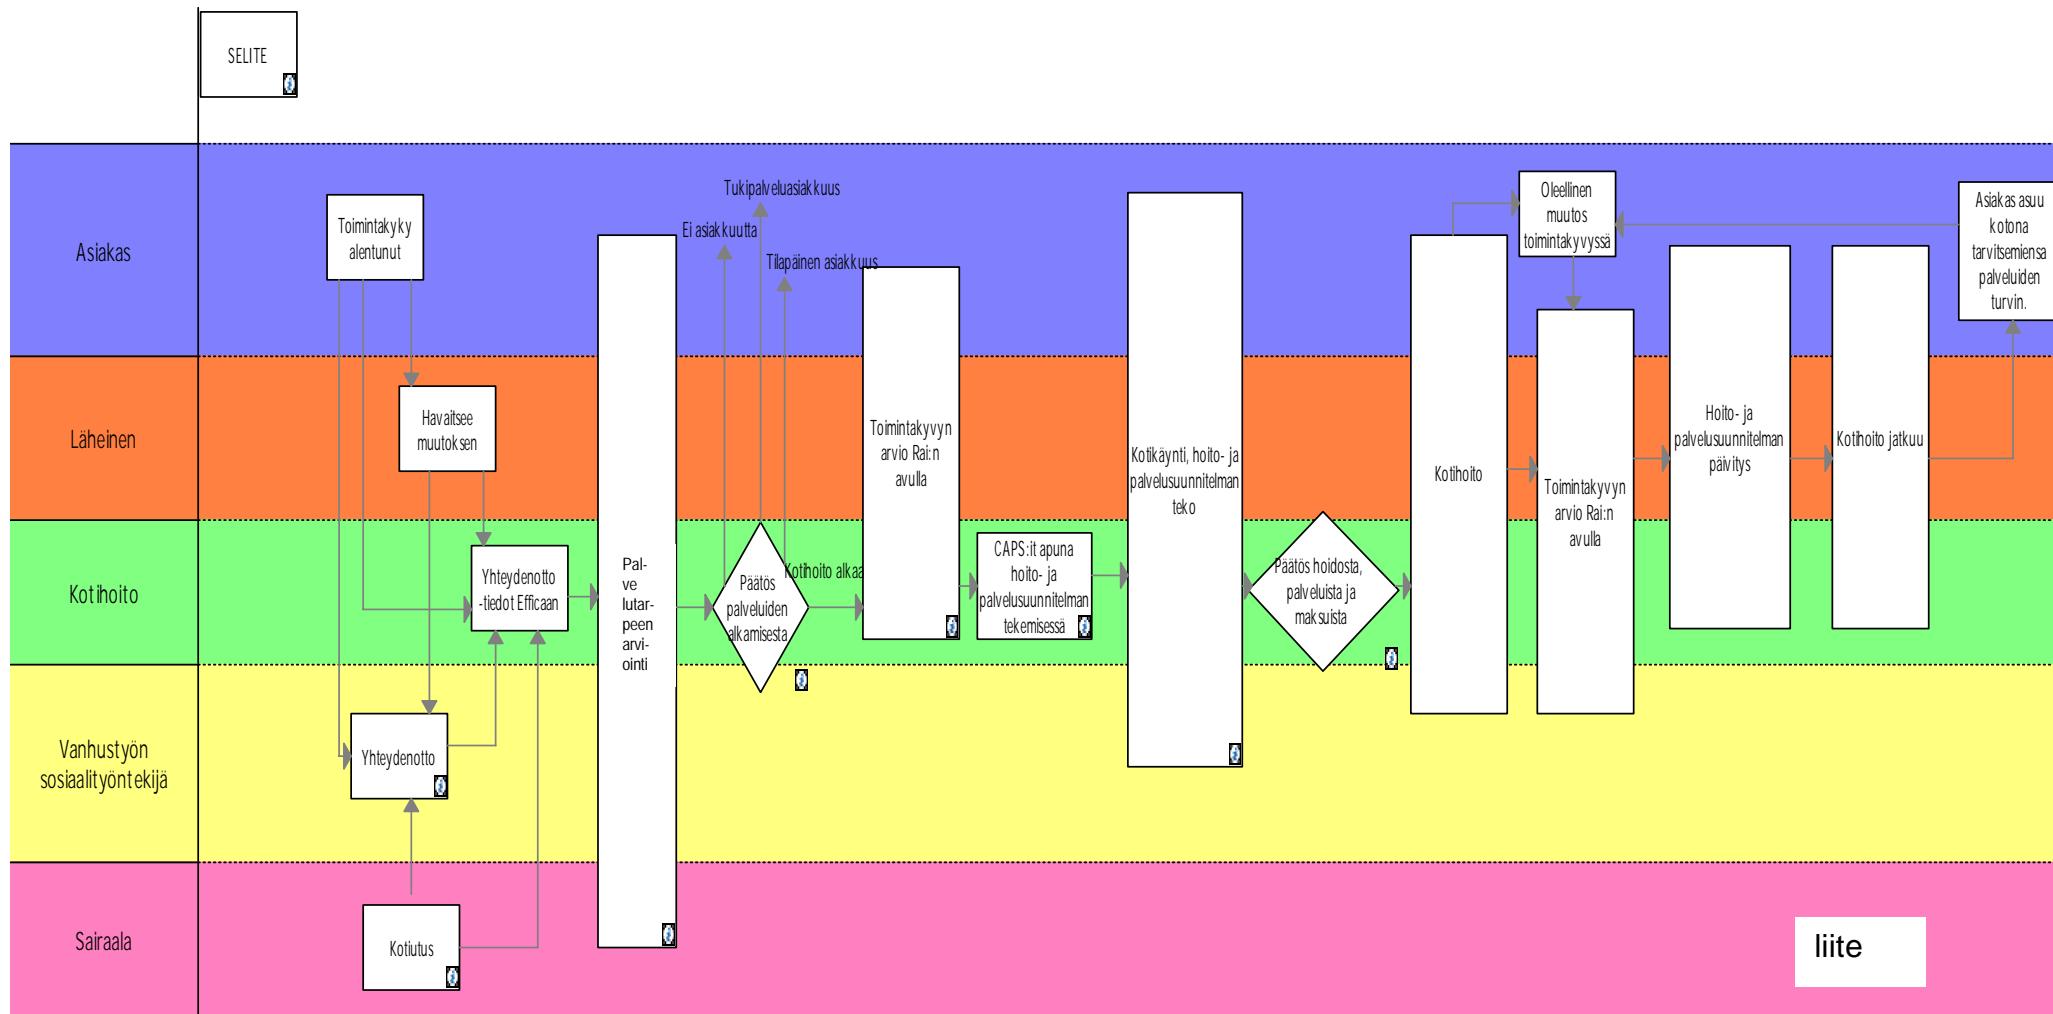 SELITE
Asiakas
Toimintakyky
alentunut
Tukipalveluasiakkuus
Ei asiakkuutta
Tilapäinen asiakkuus
Oleellinen
muutos
toimintakyvyssä
Asiakas asuu
kotona
tarvitsemiensa
palveluiden
turvin.
Läheinen
Havaitsee
muutoksen
Toimintakyvyn
arvio Rai:n
avulla
Kotikäynti, hoito- ja
palvelusuunnitelman
teko
Kotihoito
Toimintakyvyn
arvio Rai:n
avulla
Hoito- ja
palvelusuunnitelman
päivitys
Kotihoito jatkuu
Kotihoito
Yhteydenotto
-tiedot Efficaan
Pal-
ve
lutar-
peen
arvi-
ointi
Päätös
palveluiden
alkamisesta
Kotihoito alkaa
CAPS:it apuna
hoito- ja
palvelusuunnitelman
tekemisessä
Päätös hoidosta,
palveluista ja
maksuista
Vanhustyön
sosiaalityöntekijä
Yhteydenotto
Sairaala
Kotiutus
liite